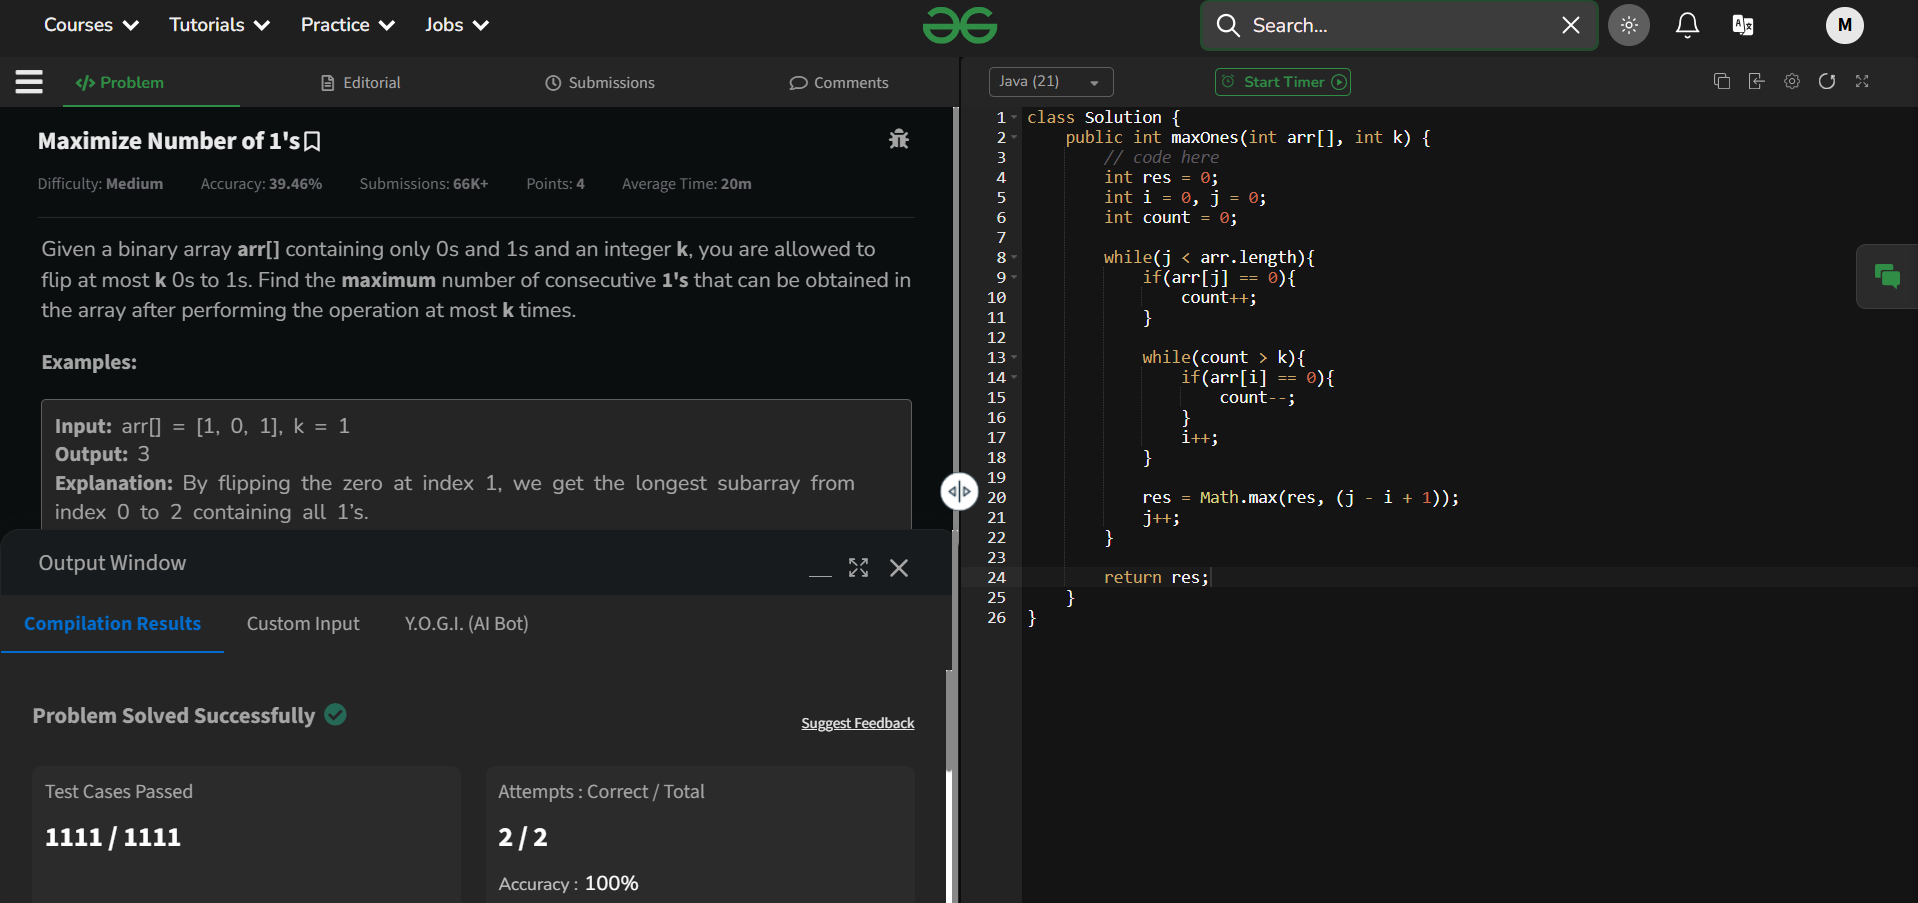 Courses Tutorials Practice Jobs
Search...
M
Problem Editorial Submissions Comments
Java (21)
Start Timer
Maximize Number of 1's
Difficulty: Medium Accuracy: 39.46% Submissions: 66K+ Points: 4 Average Time: 20m
Given a binary array arr[] containing only 0s and 1s and an integer k, you are allowed to
flip at most k 0s to 1s. Find the maximum number of consecutive 1's that can be obtained in
the array after performing the operation at most k times.
Examples:
Input: arr[] = [1, 0, 1], k = 1
Output: 3
Explanation: By flipping the zero at index 1, we get the longest subarray from
index 0 to 2 containing all 1’s.
Output Window
Compilation Results Custom Input Y.O.G.I. (AI Bot)
Problem Solved Successfully
Suggest Feedback
Test Cases Passed
1111 / 1111
Attempts : Correct / Total
2 / 2
Accuracy : 100%
1 class Solution {
2     public int maxOnes(int arr[], int k) {
3         // code here
4         int res = 0;
5         int i = 0, j = 0;
6         int count = 0;
7
8         while(j < arr.length){
9             if(arr[j] == 0){
10                 count++;
11             }
12
13             while(count > k){
14                 if(arr[i] == 0){
15                     count--;
16                 }
17                 i++;
18             }
19
20             res = Math.max(res, (j - i + 1));
21             j++;
22         }
23
24         return res;
25     }
26 }